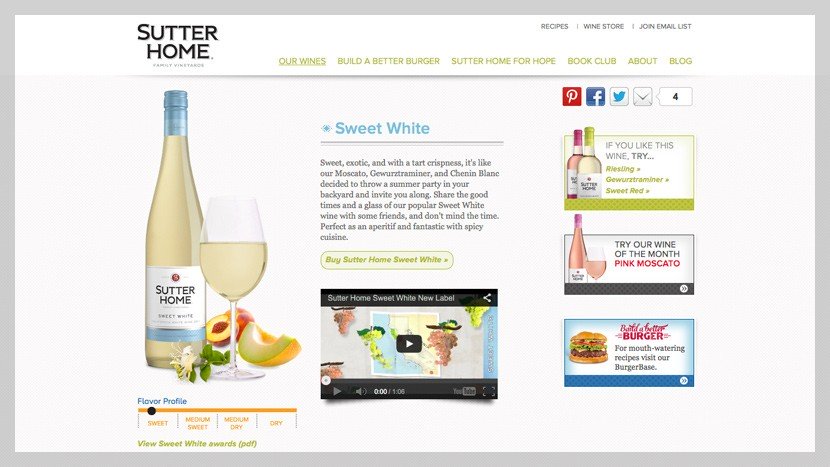 SUTTER
HOME
FAMILY VINEYARDS
RECIPES | WINE STORE | JOIN EMAIL LIST
OUR WINES BUILD A BETTER BURGER SUTTER HOME FOR HOPE BOOK CLUB ABOUT BLOG
4
Sweet White
Sweet, exotic, and with a tart crispness, it's like
our Moscato, Gewurztraminer, and Chenin Blanc
decided to throw a summer party in your
backyard and invite you along. Share the good
times and a glass of our popular Sweet White
wine with some friends, and don't mind the time.
Perfect as an aperitif and fantastic with spicy
cuisine.
Buy Sutter Home Sweet White »
Sutter Home Sweet White New Label
0:00 / 1:06
YouTube
SUTTER
HOME
SWEET WHITE
Flavor Profile
SWEET
MEDIUM
SWEET
MEDIUM
DRY
DRY
View Sweet White awards (pdf)
SUTTER
HOME
IF YOU LIKE THIS
WINE, TRY...
Riesling »
Gewurztraminer »
Sweet Red »
TRY OUR WINE
OF THE MONTH
PINK MOSCATO
Build a better
BURGER
For mouth-watering
recipes visit our
BurgerBase.